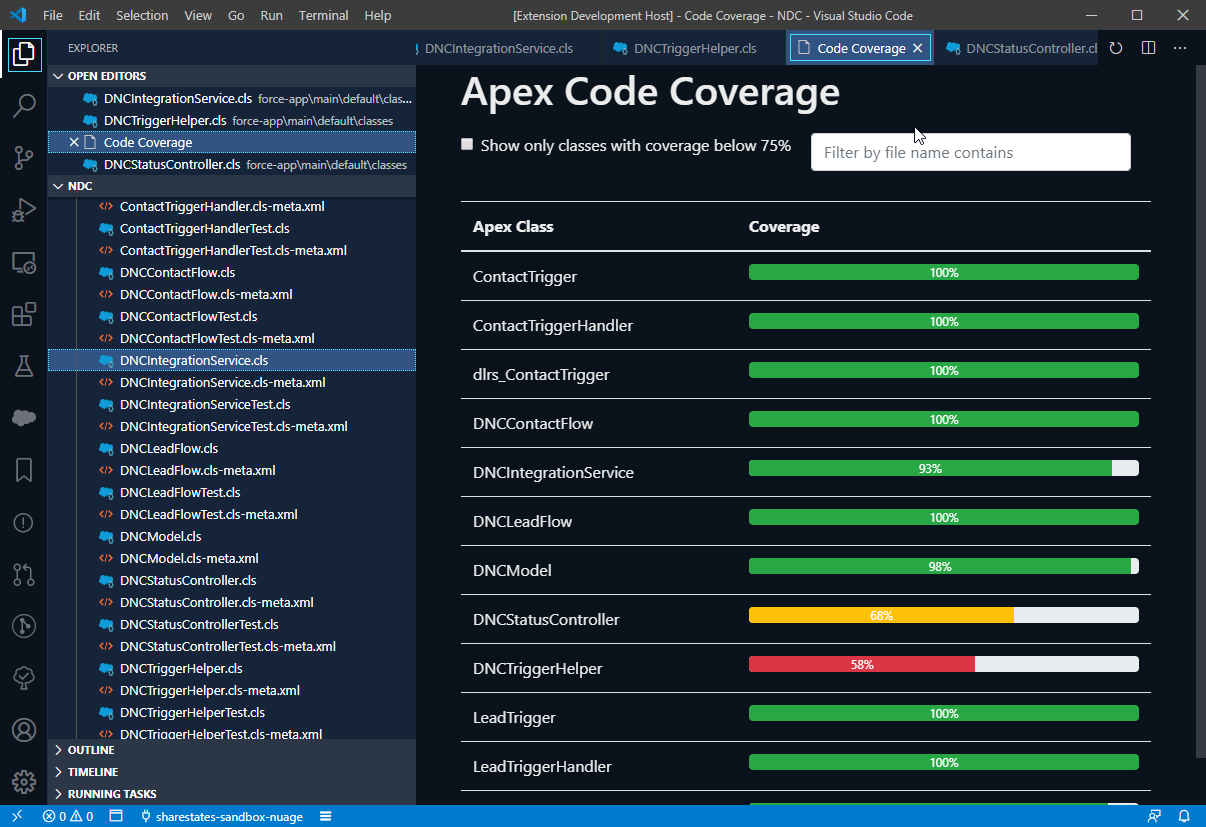 File Edit Selection View Go Run Terminal Help [Extension Development Host] - Code Coverage - NDC - Visual Studio Code
EXPLORER
DNCIntegrationService.cls DNCTriggerHelper.cls Code Coverage DNCStatusController.cl
OPEN EDITORS
DNCIntegrationService.cls force-app\main\default\clas...
DNCTriggerHelper.cls force-app\main\default\classes
Code Coverage
DNCStatusController.cls force-app\main\default\classes
NDC
ContactTriggerHandler.cls-meta.xml
ContactTriggerHandlerTest.cls
ContactTriggerHandlerTest.cls-meta.xml
DNCContactFlow.cls
DNCContactFlow.cls-meta.xml
DNCContactFlowTest.cls
DNCContactFlowTest.cls-meta.xml
DNCIntegrationService.cls
DNCIntegrationService.cls-meta.xml
DNCIntegrationServiceTest.cls
DNCIntegrationServiceTest.cls-meta.xml
DNCLeadFlow.cls
DNCLeadFlow.cls-meta.xml
DNCLeadFlowTest.cls
DNCLeadFlowTest.cls-meta.xml
DNCModel.cls
DNCModel.cls-meta.xml
DNCStatusController.cls
DNCStatusController.cls-meta.xml
DNCStatusControllerTest.cls
DNCStatusControllerTest.cls-meta.xml
DNCTriggerHelper.cls
DNCTriggerHelper.cls-meta.xml
DNCTriggerHelperTest.cls
DNCTriggerHelperTest.cls-meta.xml
OUTLINE
TIMELINE
RUNNING TASKS
Apex Code Coverage
Show only classes with coverage below 75% Filter by file name contains
Apex Class Coverage
ContactTrigger 100%
ContactTriggerHandler 100%
dlrs_ContactTrigger 100%
DNCContactFlow 100%
DNCIntegrationService 93%
DNCLeadFlow 100%
DNCModel 98%
DNCStatusController 68%
DNCTriggerHelper 58%
LeadTrigger 100%
LeadTriggerHandler 100%
0 0 sharestates-sandbox-nuage